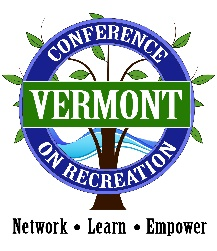 CONFERENCE
VERMONT
ON RECREATION
Network • Learn • Empower